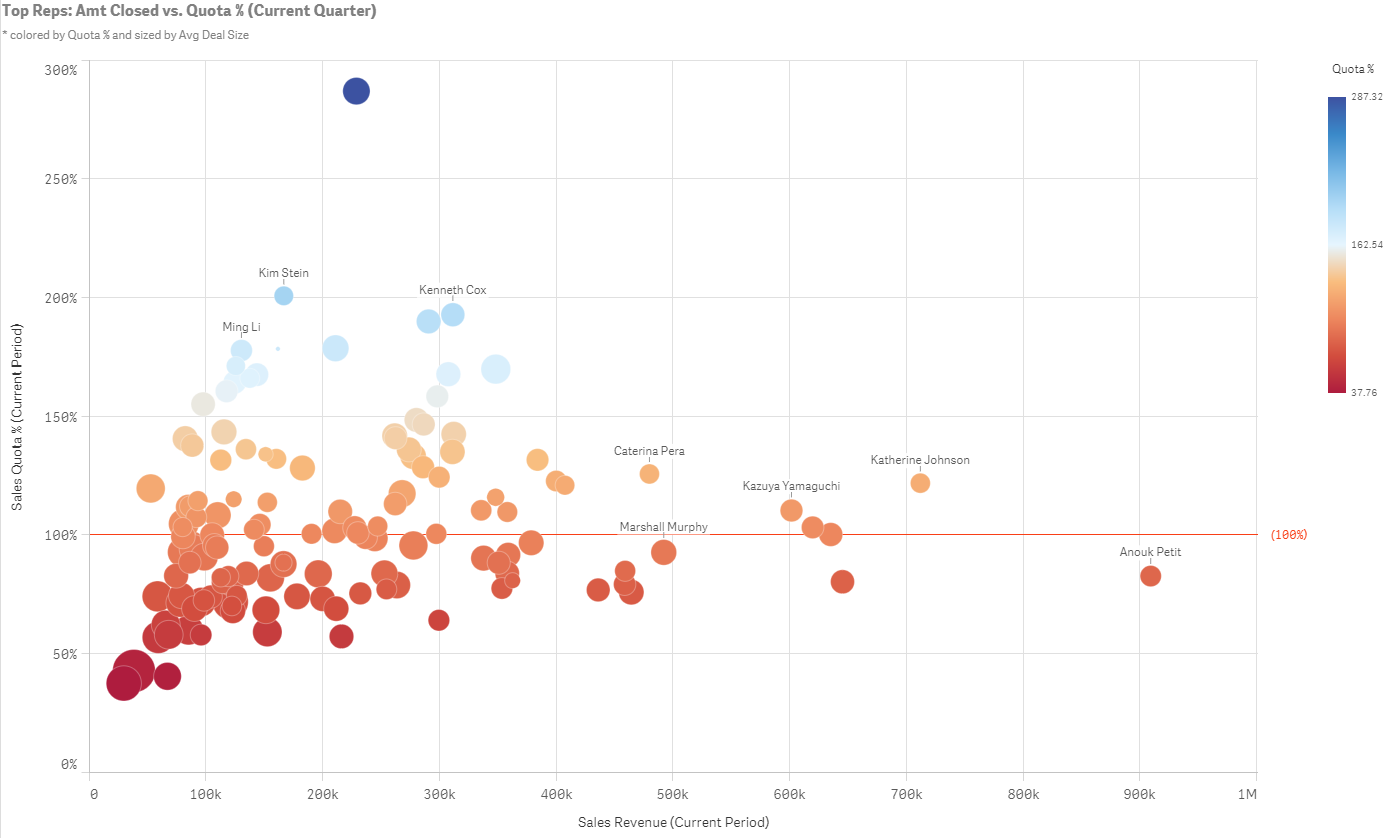 Top Reps: Amt Closed vs. Quota % (Current Quarter)
* colored by Quota % and sized by Avg Deal Size
Quota %
287.32
162.54
37.76
Sales Quota % (Current Period)
300%
250%
200%
150%
100%
50%
0%
Kim Stein
Kenneth Cox
Ming Li
Caterina Pera
Katherine Johnson
Kazuya Yamaguchi
Marshall Murphy
(100%)
Anouk Petit
0 100k 200k 300k 400k 500k 600k 700k 800k 900k 1M
Sales Revenue (Current Period)